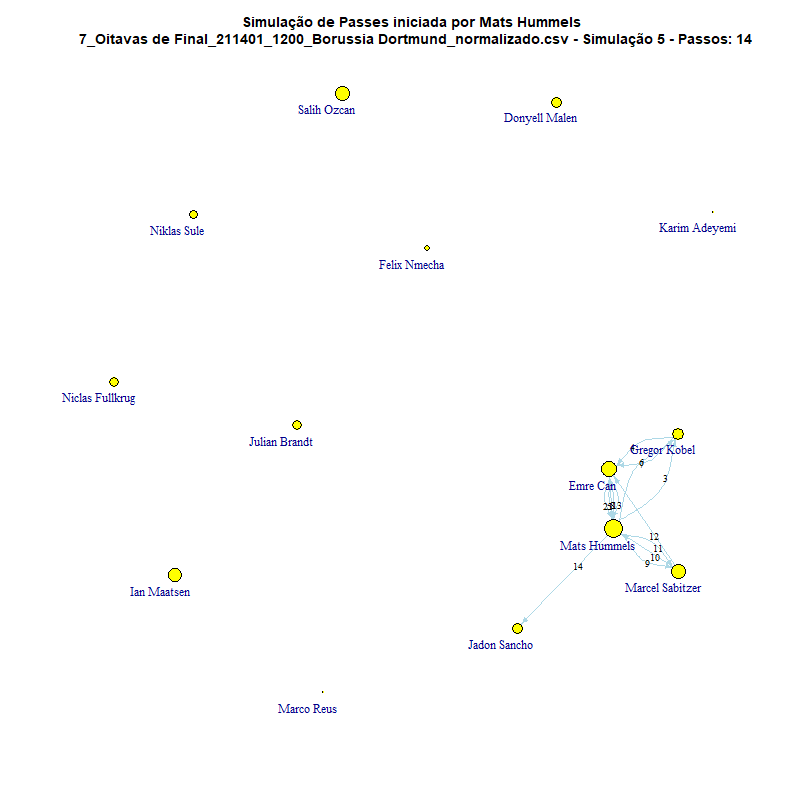 Simulação de Passes iniciada por Mats Hummels
7_Oitavas de Final_211401_1200_Borussia Dortmund_normalizado.csv - Simulação 5 - Passos: 14
Salih Ozcan
Donyell Malen
Niklas Sule
Karim Adeyemi
Felix Nmecha
Niclas Fullkrug
Julian Brandt
Gregor Kobel
6
3
Emre Can
13
Mats Hummels
12
11
10
9
14
Marcel Sabitzer
Ian Maatsen
Jadon Sancho
Marco Reus